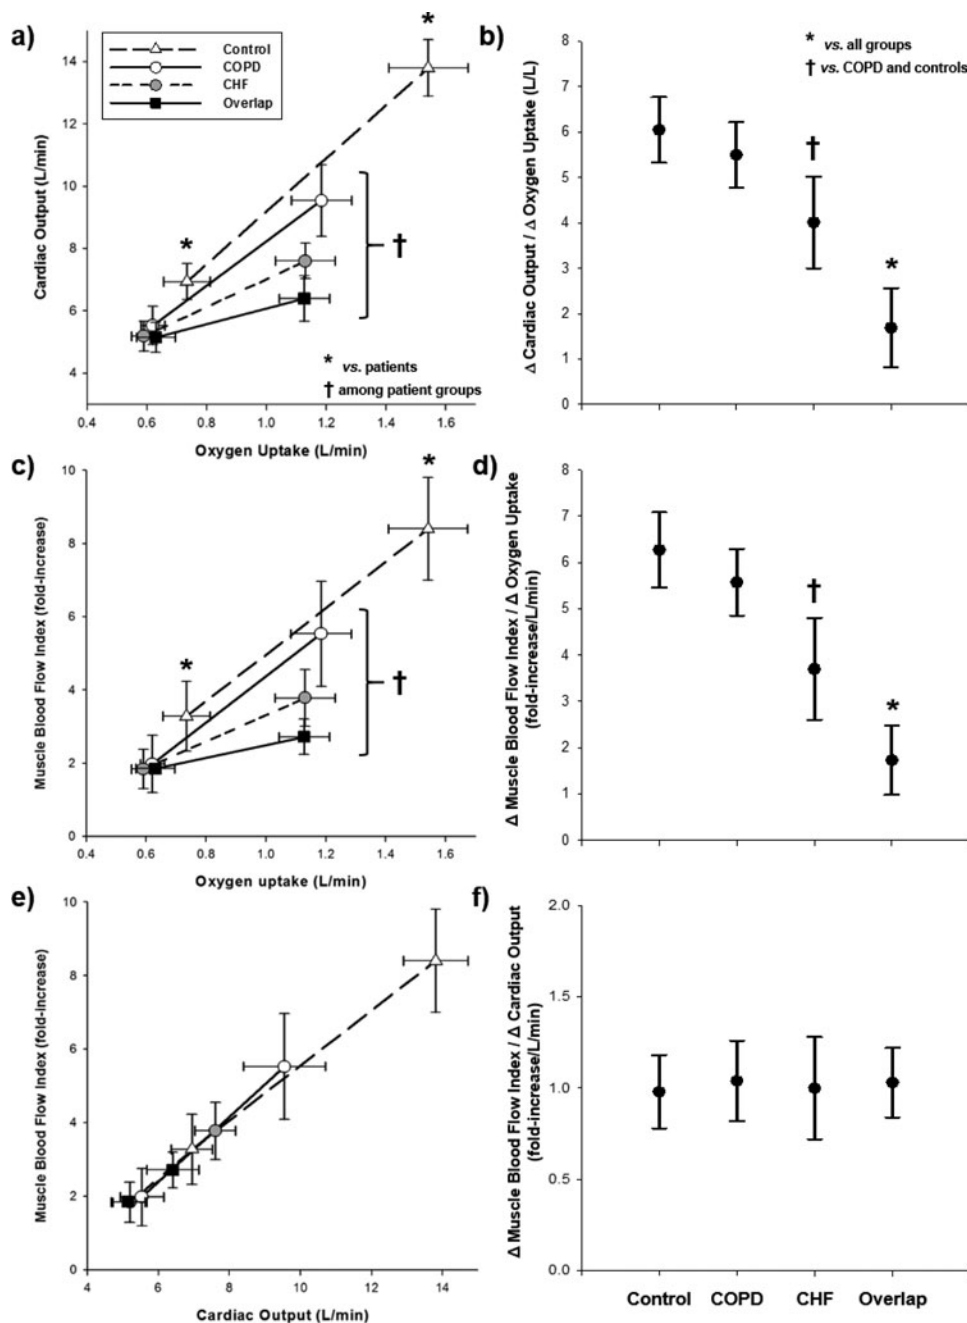 a)
Cardiac Output (L/min)
14
12
10
8
6
4
Control
COPD
CHF
Overlap
*
*
†
* vs. patients
† among patient groups
0.4 0.6 0.8 1.0 1.2 1.4 1.6
Oxygen Uptake (L/min)
b)
Δ Cardiac Output / Δ Oxygen Uptake (L/L)
8
7
6
5
4
3
2
1
0
* vs. all groups
† vs. COPD and controls
†
*
c)
Muscle Blood Flow Index (fold-increase)
10
8
6
4
2
0
*
*
†
0.4 0.6 0.8 1.0 1.2 1.4 1.6
Oxygen uptake (L/min)
d)
Δ Muscle Blood Flow Index / Δ Oxygen Uptake
(fold-increase/L/min)
8
7
6
5
4
3
2
1
0
†
*
e)
Muscle Blood Flow Index (fold-increase)
10
8
6
4
2
0
4 6 8 10 12 14
Cardiac Output (L/min)
f)
Δ Muscle Blood Flow Index / Δ Cardiac Output
(fold-increase/L/min)
2.0
1.5
1.0
0.5
0.0
Control COPD CHF Overlap